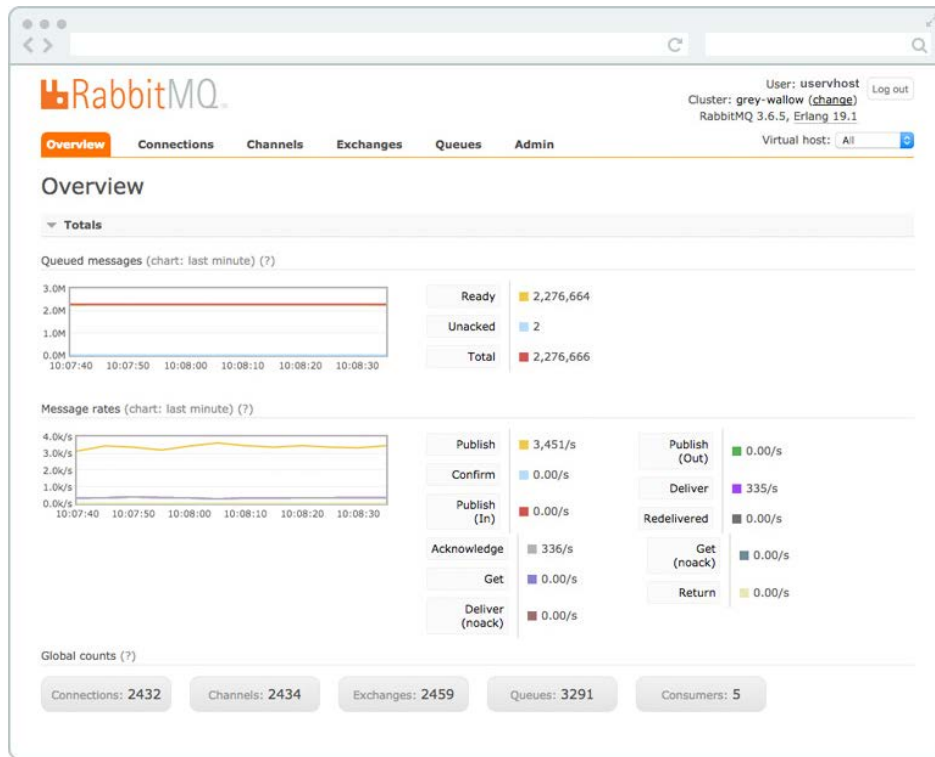 RabbitMQ
User: uservhost
Log out
Cluster: grey-wallow (change)
RabbitMQ 3.6.5, Erlang 19.1
Overview Connections Channels Exchanges Queues Admin
Virtual host: All
Overview
Totals
Queued messages (chart: last minute) (?)
3.0M
2.0M
1.0M
0.0M
10:07:40 10:07:50 10:08:00 10:08:10 10:08:20 10:08:30
Ready 2,276,664
Unacked 2
Total 2,276,666
Message rates (chart: last minute) (?)
4.0k/s
3.0k/s
2.0k/s
1.0k/s
0.0k/s
10:07:40 10:07:50 10:08:00 10:08:10 10:08:20 10:08:30
Publish 3,451/s
Confirm 0.00/s
Publish
(In) 0.00/s
Acknowledge 336/s
Get 0.00/s
Deliver
(noack) 0.00/s
Publish
(Out) 0.00/s
Deliver 335/s
Redelivered 0.00/s
Get
(noack) 0.00/s
Return 0.00/s
Global counts (?)
Connections: 2432 Channels: 2434 Exchanges: 2459 Queues: 3291 Consumers: 5